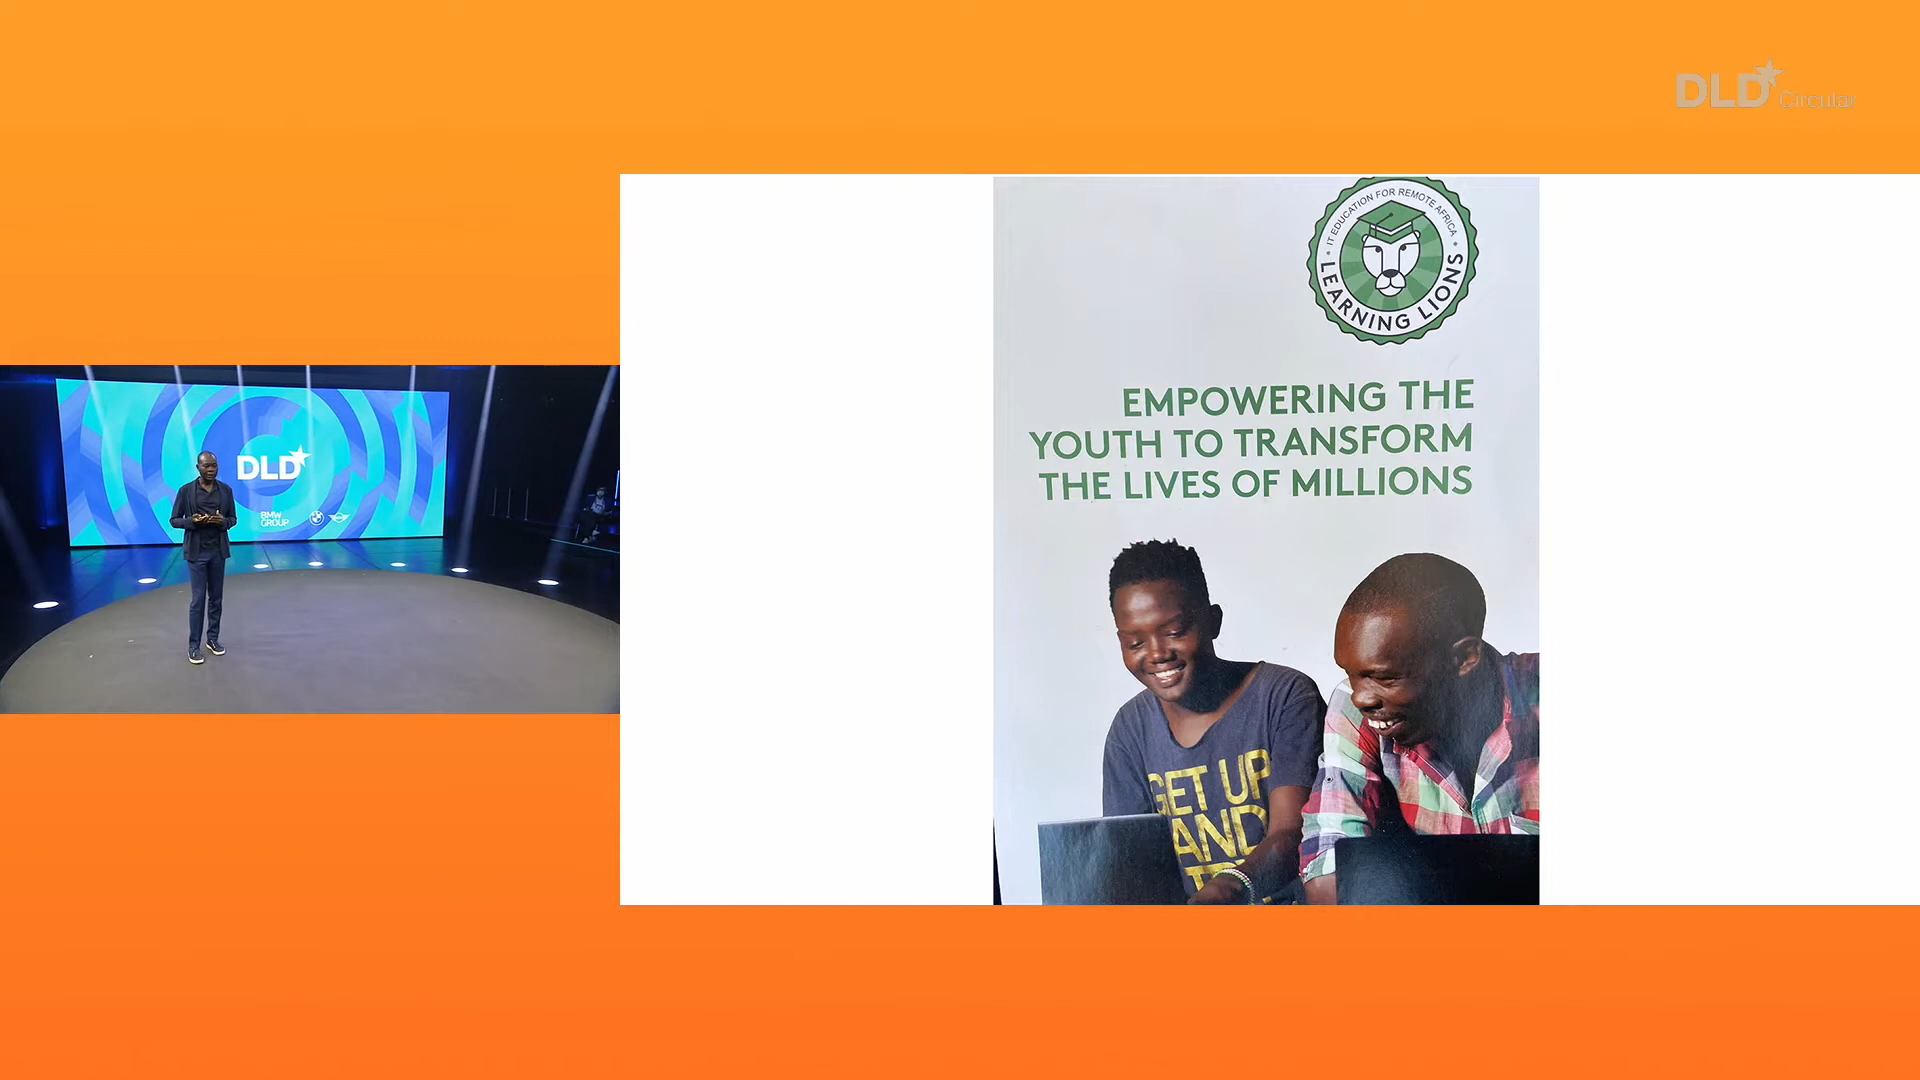 DLD Circular
DLD
BMW
GROUP
IT EDUCATION FOR REMOTE AFRICA
LEARNING LIONS
EMPOWERING THE
YOUTH TO TRANSFORM
THE LIVES OF MILLIONS
GET UP
AND